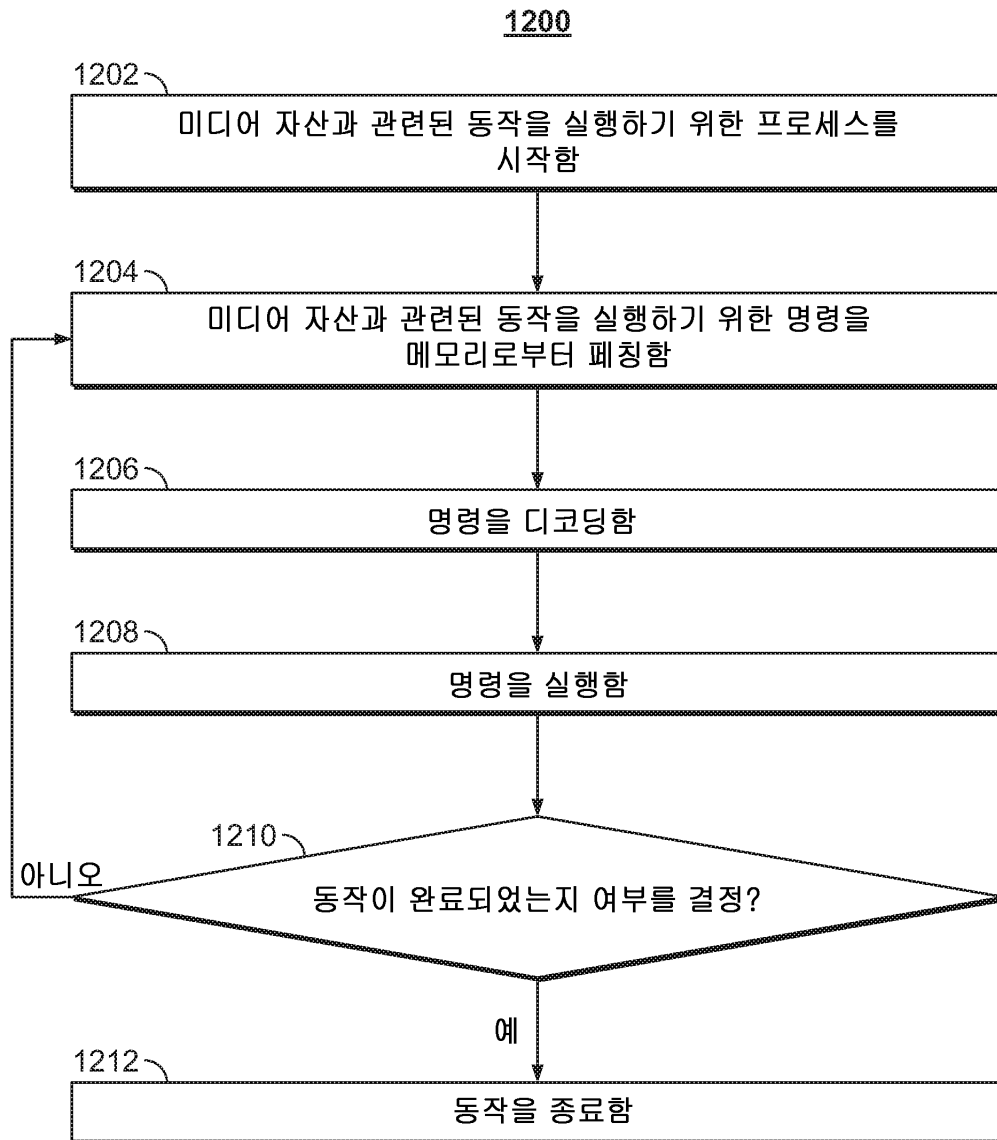 1200
1202
미디어 자산과 관련된 동작을 실행하기 위한 프로세스를
시작함
1204
미디어 자산과 관련된 동작을 실행하기 위한 명령을
메모리로부터 페칭함
1206
명령을 디코딩함
1208
명령을 실행함
1210
아니오
동작이 완료되었는지 여부를 결정?
예
1212
동작을 종료함